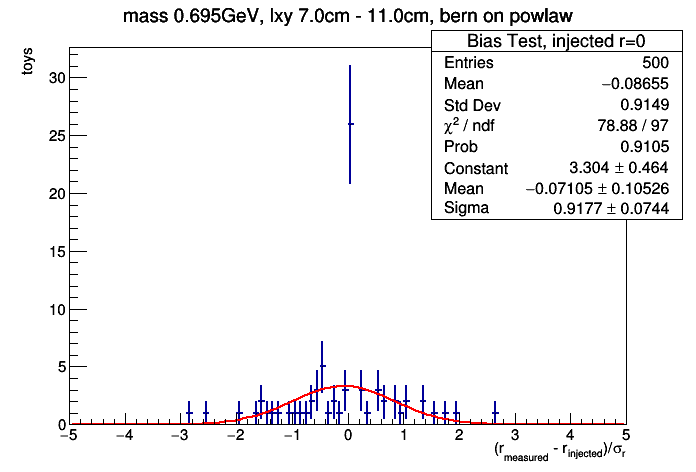 mass 0.695GeV, lxy 7.0cm - 11.0cm, bern on powlaw
toys
Bias Test, injected r=0
Entries 500
Mean −0.08655
Std Dev 0.9149
χ² / ndf 78.88 / 97
Prob 0.9105
Constant 3.304 ± 0.464
Mean −0.07105 ± 0.10526
Sigma 0.9177 ± 0.0744
30
25
20
15
10
5
0
−5 −4 −3 −2 −1 0 1 2 3 4 5
(r_measured - r_injected)/σ_r